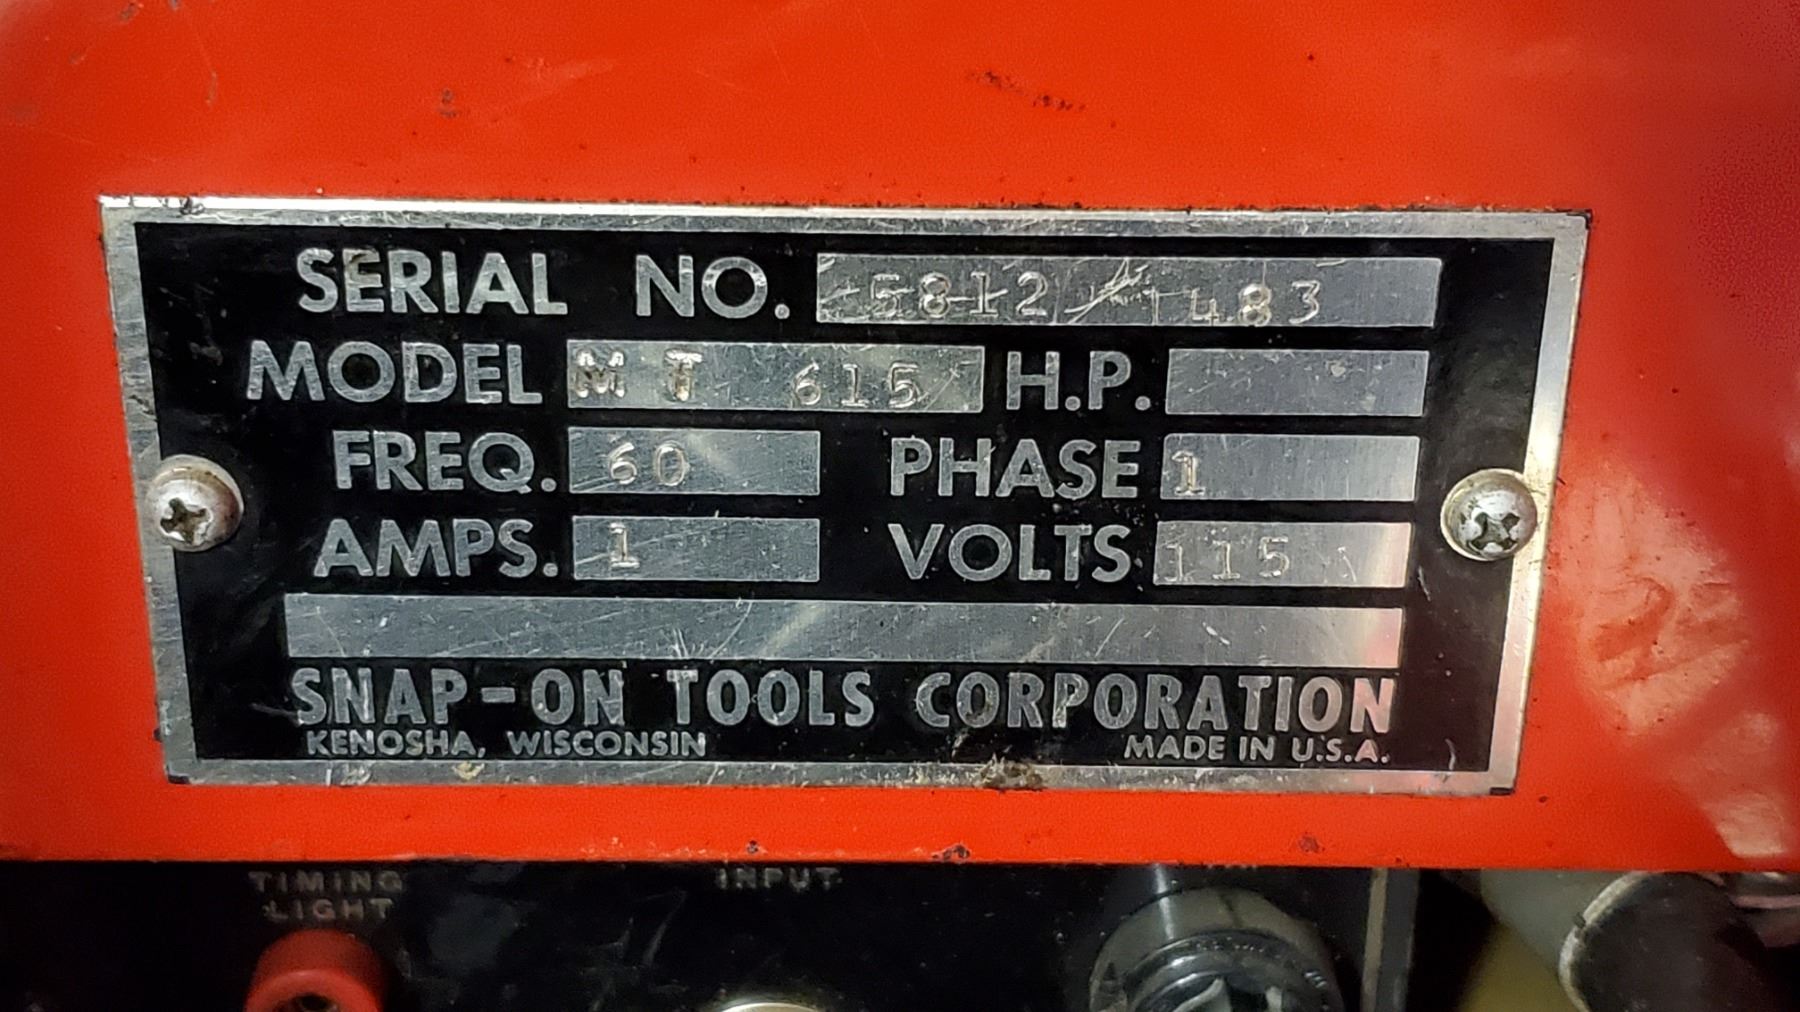 SERIAL NO. 5812 1483
MODEL MT 615 H.P.
FREQ. 60 PHASE 1
AMPS. 1 VOLTS 115
SNAP-ON TOOLS CORPORATION
KENOSHA, WISCONSIN MADE IN U.S.A.
TIMING INPUT
LIGHT